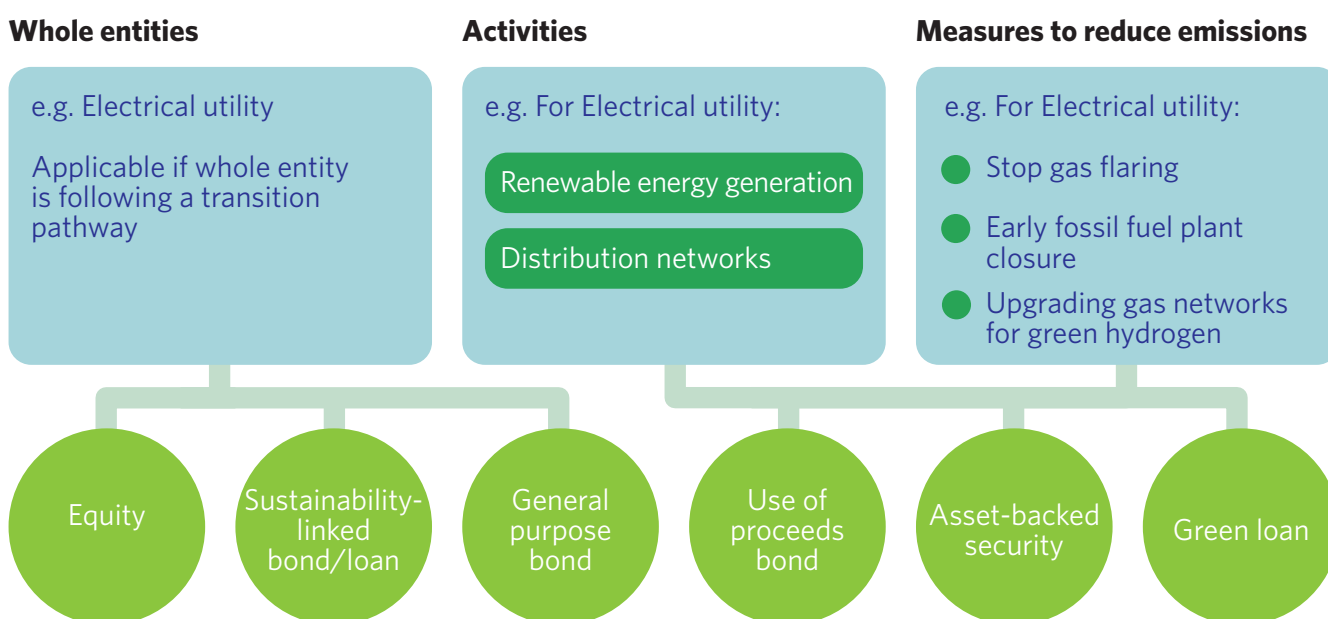 Whole entities
e.g. Electrical utility
Applicable if whole entity
is following a transition
pathway
Activities
e.g. For Electrical utility:
Renewable energy generation
Distribution networks
Measures to reduce emissions
e.g. For Electrical utility:
Stop gas flaring
Early fossil fuel plant
closure
Upgrading gas networks
for green hydrogen
Equity
Sustainability-
linked
bond/loan
General
purpose
bond
Use of
proceeds
bond
Asset-backed
security
Green loan